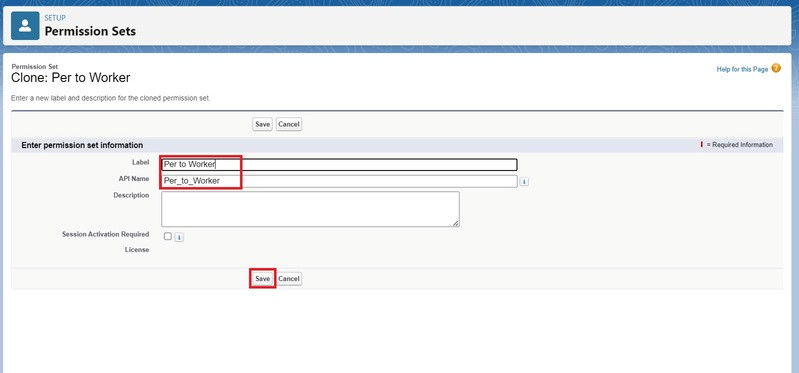 SETUP
Permission Sets
Permission Set
Clone: Per to Worker
Help for this Page ?
Enter a new label and description for the cloned permission set.
Save Cancel
Enter permission set information
= Required Information
Label Per to Worker
API Name Per_to_Worker i
Description
Session Activation Required i
License
Save Cancel